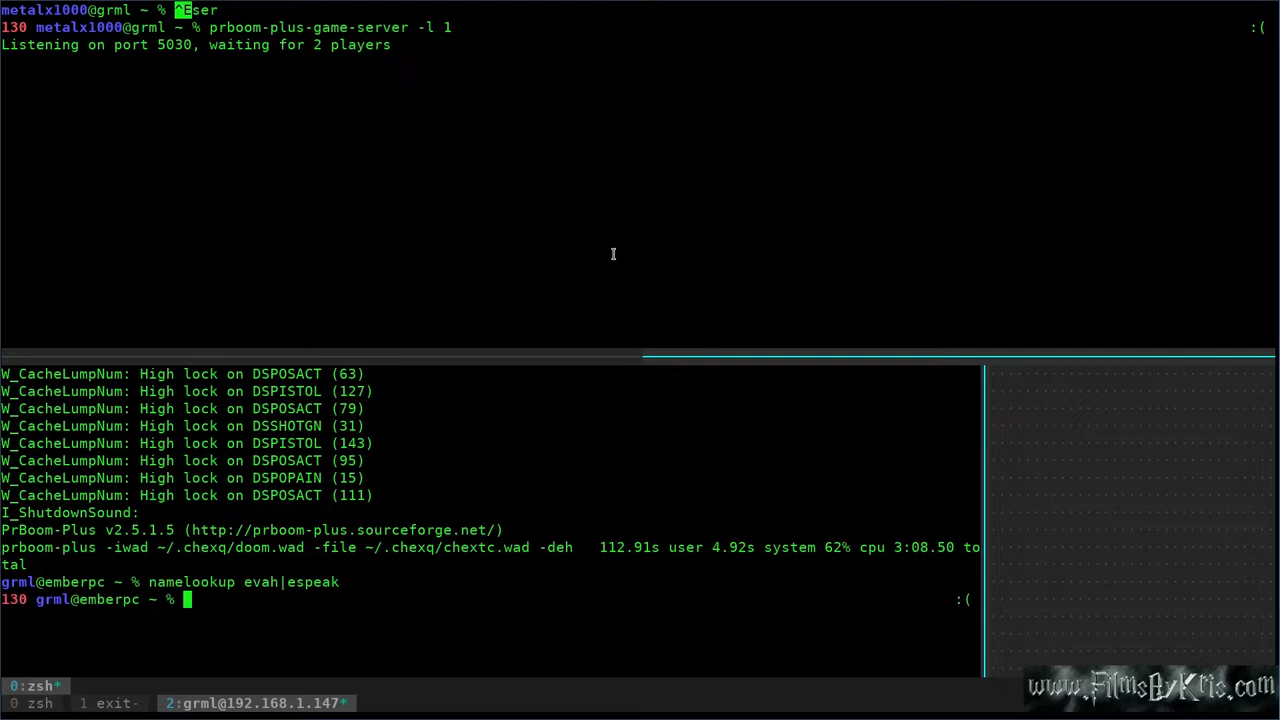 metalx1000@grml ~ % ^Eser
130 metalx1000@grml ~ % prboom-plus-game-server -l 1 :(
Listening on port 5030, waiting for 2 players
W_CacheLumpNum: High lock on DSPOSACT (63)
W_CacheLumpNum: High lock on DSPISTOL (127)
W_CacheLumpNum: High lock on DSPOSACT (79)
W_CacheLumpNum: High lock on DSSHOTGN (31)
W_CacheLumpNum: High lock on DSPISTOL (143)
W_CacheLumpNum: High lock on DSPOSACT (95)
W_CacheLumpNum: High lock on DSPOPAIN (15)
W_CacheLumpNum: High lock on DSPOSACT (111)
I_ShutdownSound:
PrBoom-Plus v2.5.1.5 (http://prboom-plus.sourceforge.net/)
prboom-plus -iwad ~/.chexq/doom.wad -file ~/.chexq/chextc.wad -deh 112.91s user 4.92s system 62% cpu 3:08.50 to
tal
grml@emberpc ~ % namelookup evah|espeak
130 grml@emberpc ~ % :(
0:zsh*
0 zsh 1 exit- 2:grml@192.168.1.147*
www.FilmsByKris.com